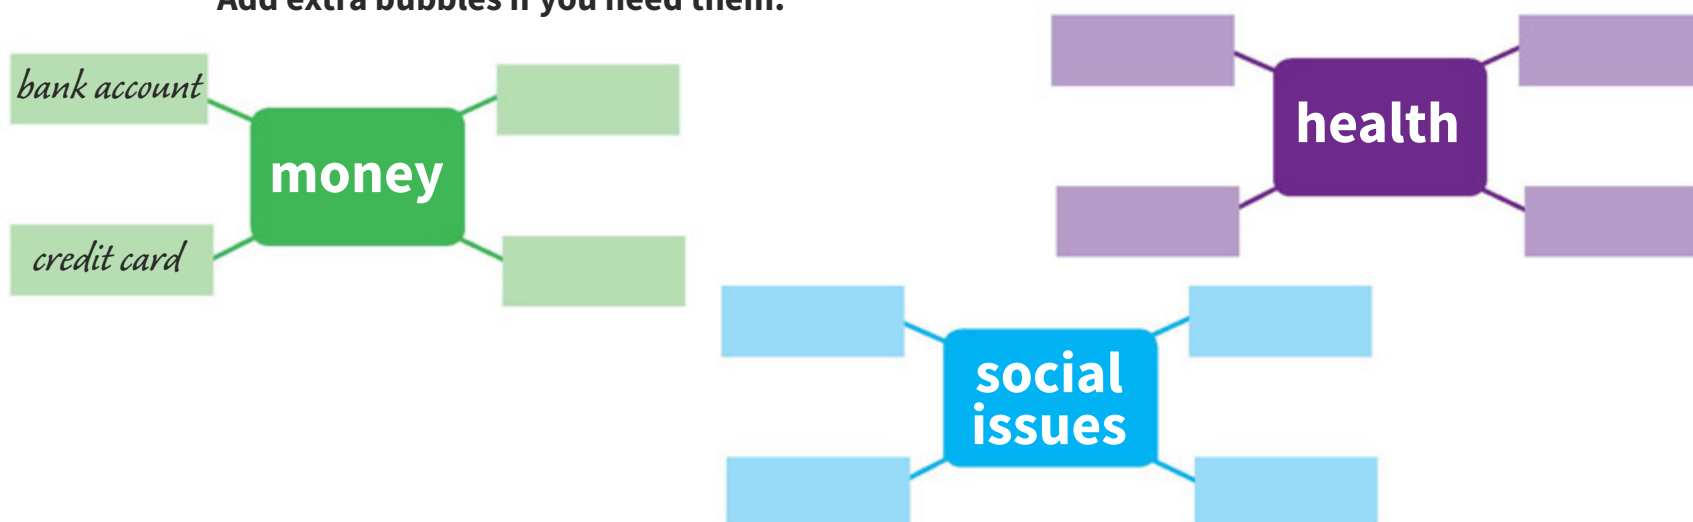 Add extra bubbles if you need them.
bank account
money
credit card
health
social
issues